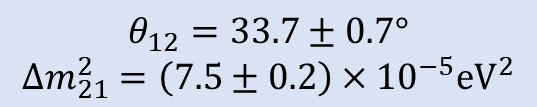 θ₁₂ = 33.7 ± 0.7°
Δm²₂₁ = (7.5 ± 0.2) × 10⁻⁵eV²